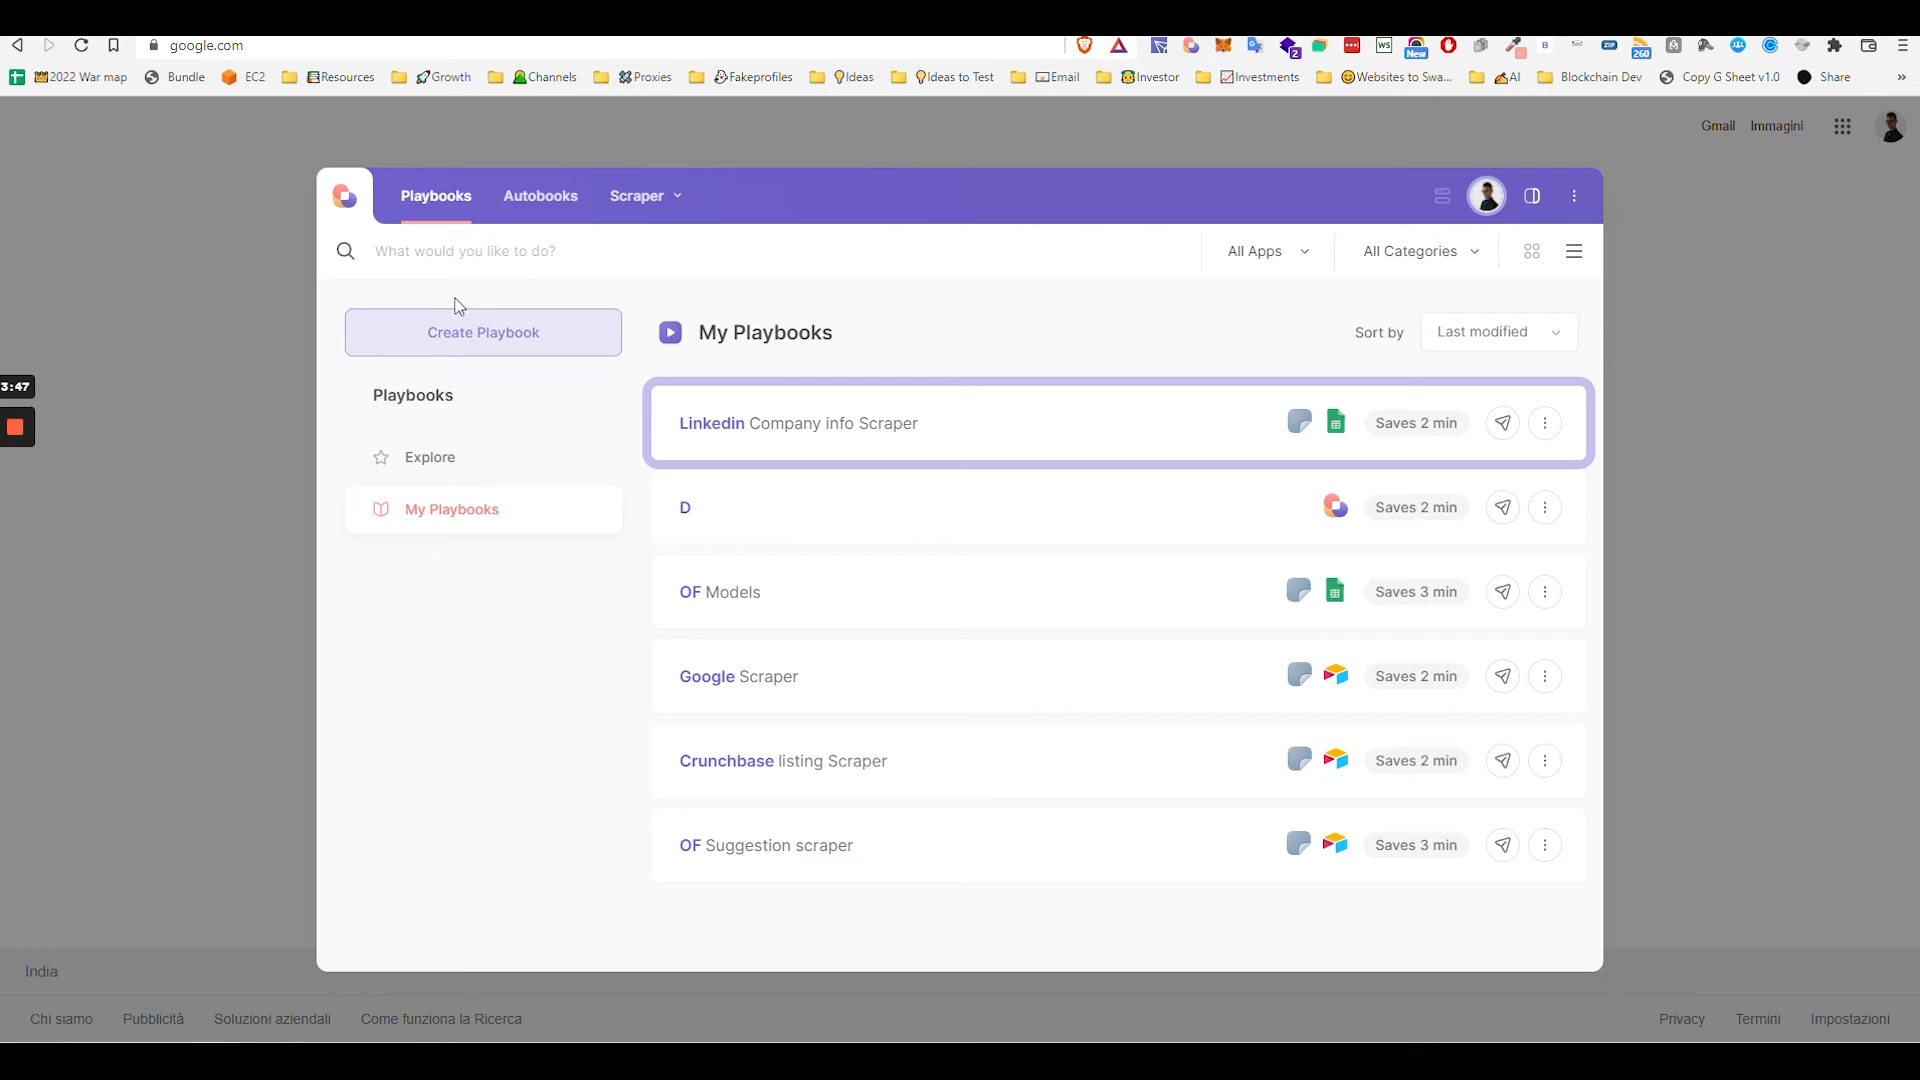 google.com
2 New ws B ZIP 260
2022 War map Bundle EC2 Resources Growth Channels Proxies Fakeprofiles Ideas Ideas to Test Email Investor Investments Websites to Swa... AI Blockchain Dev Copy G Sheet v1.0 Share »
Gmail Immagini
Playbooks Autobooks Scraper
What would you like to do? All Apps All Categories
Create Playbook
My Playbooks
Sort by Last modified
3:47
Playbooks
Explore
My Playbooks
Linkedin Company info Scraper Saves 2 min
D Saves 2 min
OF Models Saves 3 min
Google Scraper Saves 2 min
Crunchbase listing Scraper Saves 2 min
OF Suggestion scraper Saves 3 min
India
Chi siamo Pubblicità Soluzioni aziendali Come funziona la Ricerca Privacy Termini Impostazioni